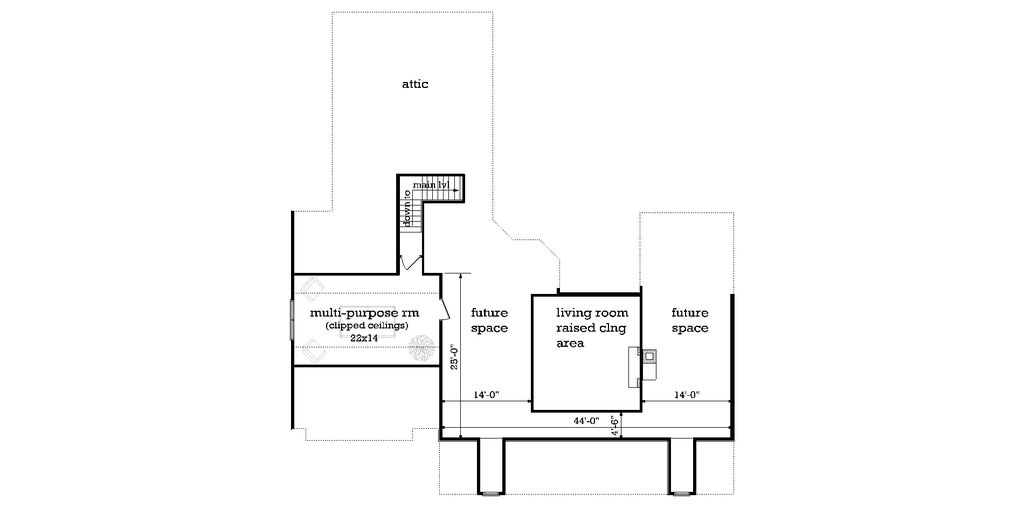 attic
main lvl
down to
multi-purpose rm
(clipped ceilings)
22x14
future
space
living room
raised clng
area
future
space
25'-0"
14'-0"
14'-0"
44'-0"
4'-6"